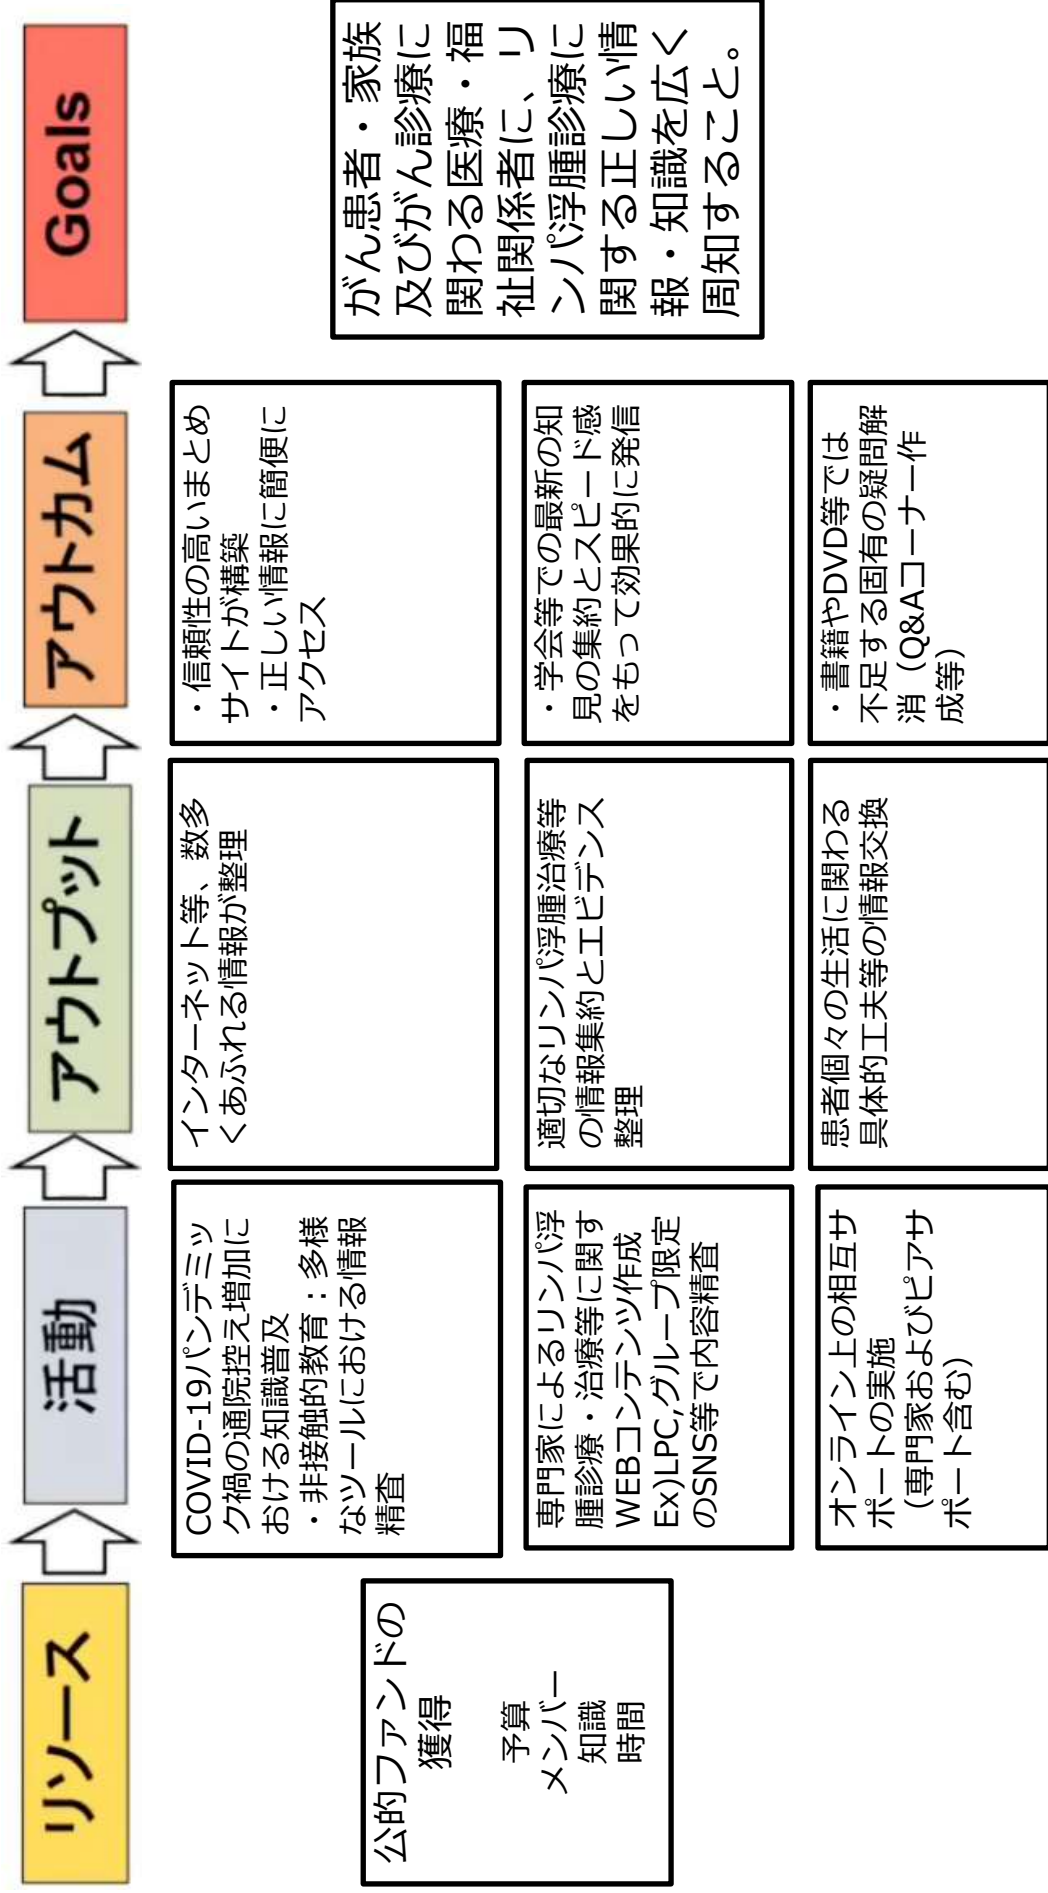 リソース
活動
アウトプット
アウトカム
Goals
公的ファンドの
獲得
予算
メンバー
知識
時間
COVID-19パンデミッ
ク禍の通院控え増加に
おける知識普及
・非接触的教育：多様
なツールにおける情報
精査
インターネット等、数多
くあふれる情報が整理
・信頼性の高いまとめ
サイトが構築
・正しい情報に簡便に
アクセス
専門家によるリンパ浮
腫診療・治療等に関す
WEBコンテンツ作成
Ex)LPC,グループ限定
のSNS等で内容精査
適切なリンパ浮腫治療等
の情報集約とエビデンス
整理
・学会等での最新の知
見の集約とスピード感
をもって効果的に発信
オンライン上の相互サ
ポートの実施
（専門家およびピアサ
ポート含む）
患者個々の生活に関わる
具体的工夫等の情報交換
・書籍やDVD等では
不足する固有の疑問解
消（Q&Aコーナー作
成等）
がん患者・家族
及びがん診療に
関わる医療・福
祉関係者に、リ
ンパ浮腫診療に
関する正しい情
報・知識を広く
周知すること。